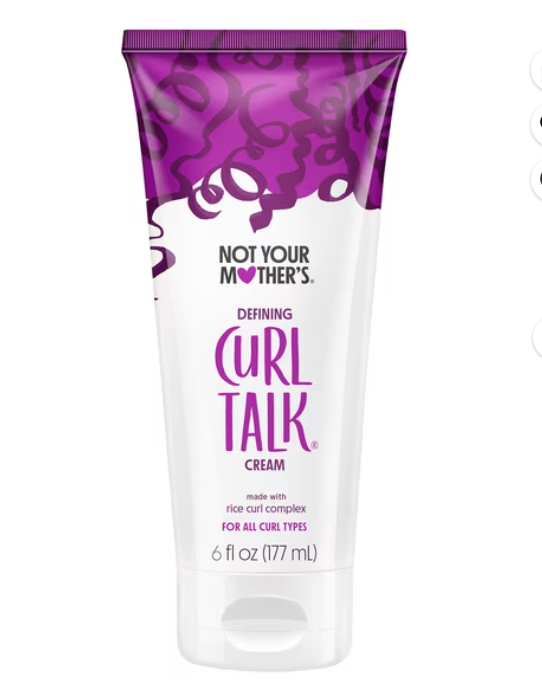 NOT YOUR
MOTHER'S®
DEFINING
CURL
TALK®
CREAM
made with
rice curl complex
FOR ALL CURL TYPES
6 fl oz (177 mL)